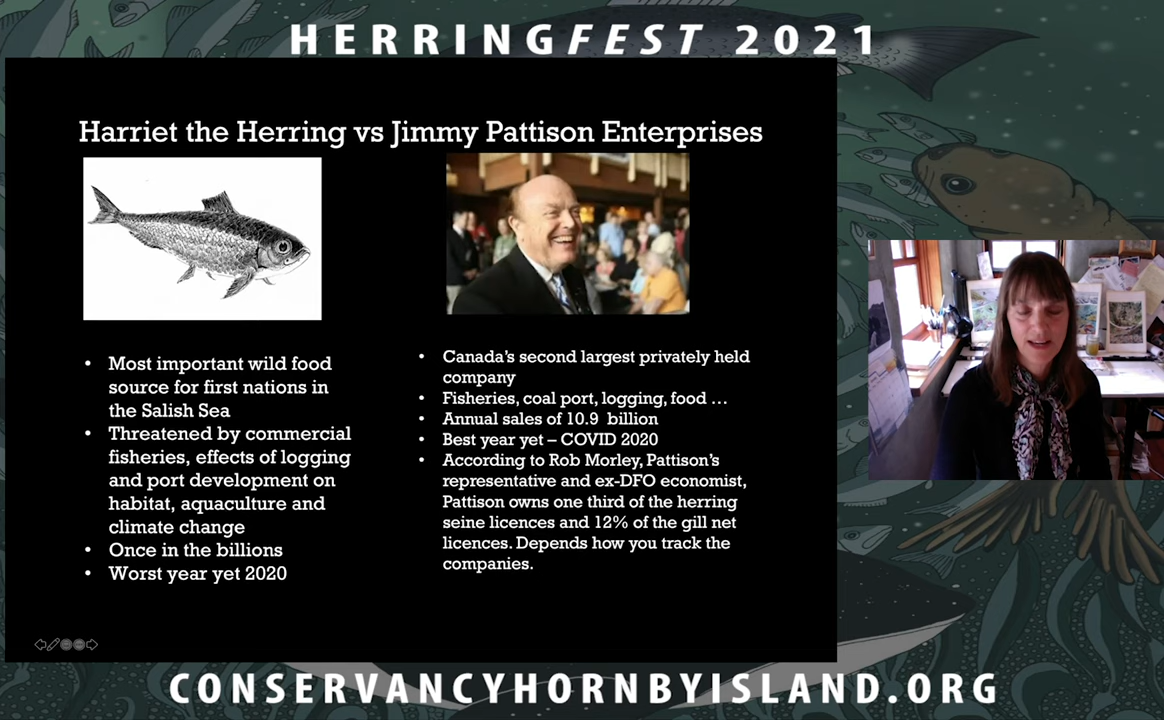 HERRINGFEST 2021
Harriet the Herring vs Jimmy Pattison Enterprises
• Most important wild food
source for first nations in
the Salish Sea
• Threatened by commercial
fisheries, effects of logging
and port development on
habitat, aquaculture and
climate change
• Once in the billions
• Worst year yet 2020
• Canada's second largest privately held
company
• Fisheries, coal port, logging, food …
• Annual sales of 10.9 billion
• Best year yet – COVID 2020
• According to Rob Morley, Pattison's
representative and ex-DFO economist,
Pattison owns one third of the herring
seine licences and 12% of the gill net
licences. Depends how you track the
companies.
CONSERVANCYHORNBYISLAND.ORG